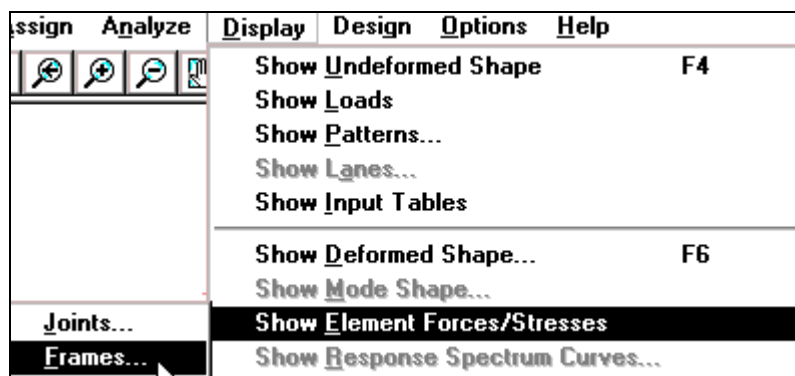 ssign Analyze Display Design Options Help
Show Undeformed Shape F4
Show Loads
Show Patterns...
Show Lanes...
Show Input Tables
Show Deformed Shape... F6
Show Mode Shape...
Joints... Show Element Forces/Stresses
Frames... Show Response Spectrum Curves...